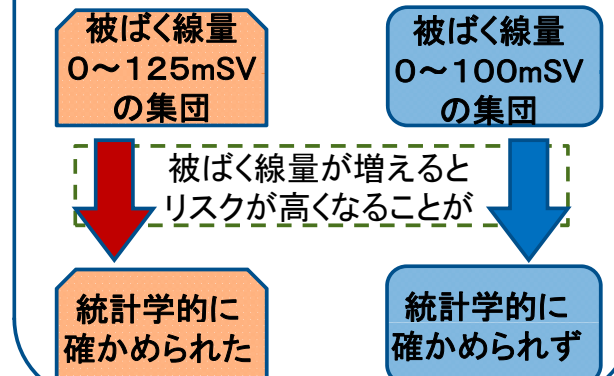 被ばく線量
０～１２５mSV
の集団
被ばく線量
０～１００mSV
の集団
被ばく線量が増えると
リスクが高くなることが
統計学的に
確かめられた
統計学的に
確かめられず